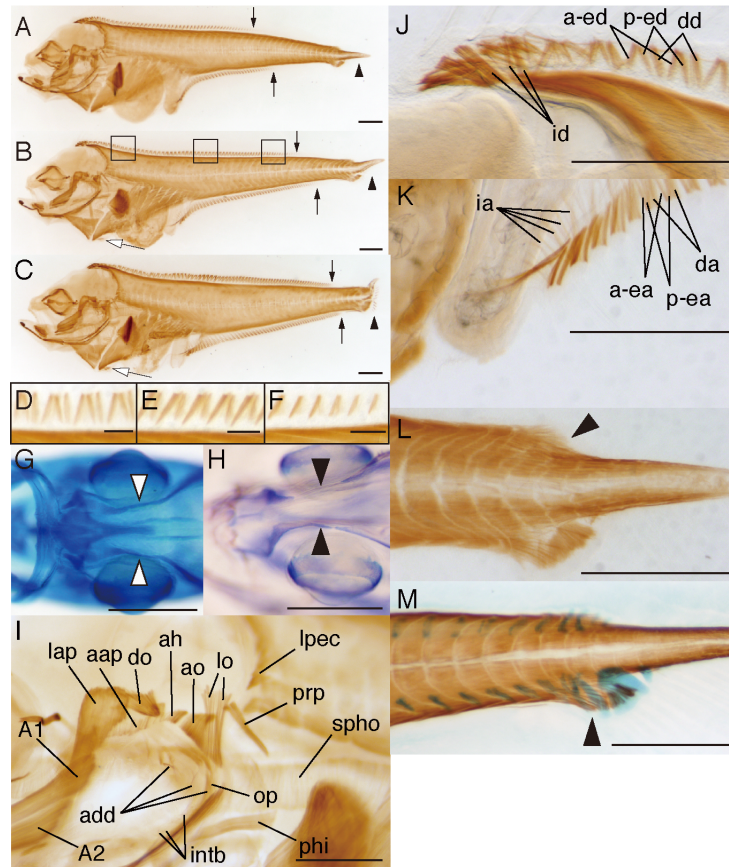 A
B
C
D E F
G H
I
lap aap do ah ao lo lpec
prp
spho
A1
add op
A2 intb phi
J a-ed p-ed dd
id
K ia
da
a-ea p-ea
L
M